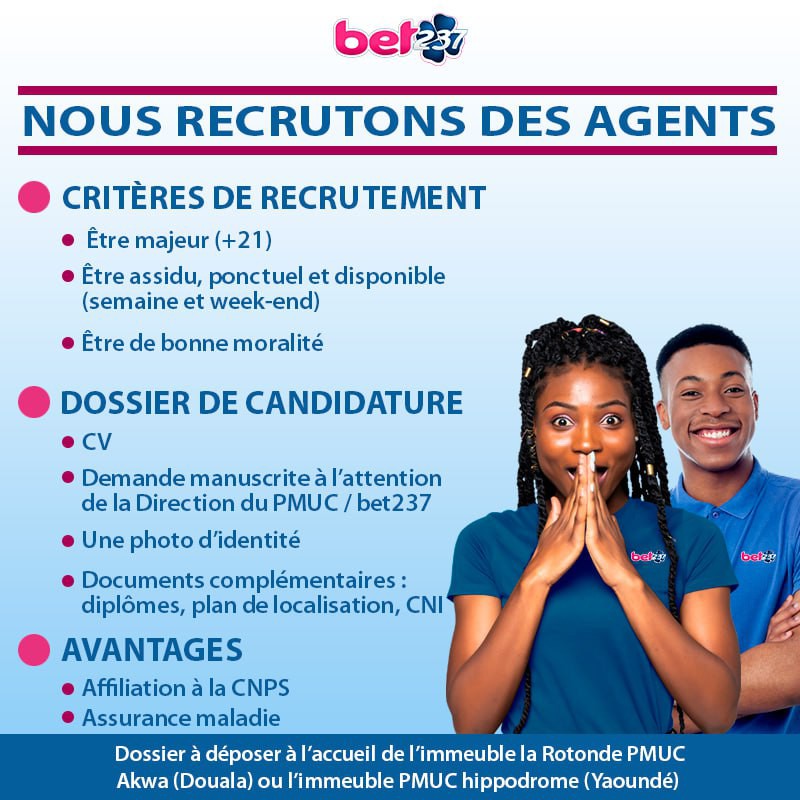 bet237
NOUS RECRUTONS DES AGENTS
CRITÈRES DE RECRUTEMENT
Être majeur (+21)
Être assidu, ponctuel et disponible
(semaine et week-end)
Être de bonne moralité
DOSSIER DE CANDIDATURE
CV
Demande manuscrite à l’attention
de la Direction du PMUC / bet237
Une photo d’identité
Documents complémentaires :
diplômes, plan de localisation, CNI
bet237
bet237
AVANTAGES
Affiliation à la CNPS
Assurance maladie
Dossier à déposer à l’accueil de l’immeuble la Rotonde PMUC
Akwa (Douala) ou l’immeuble PMUC hippodrome (Yaoundé)